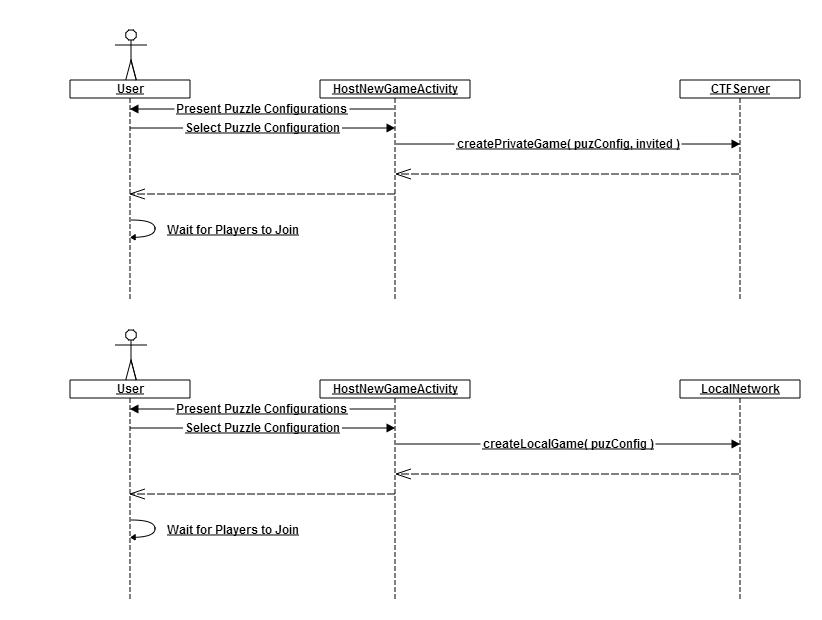 User
HostNewGameActivity
CTFServer
Present Puzzle Configurations
Select Puzzle Configuration
createPrivateGame( puzConfig, invited )
Wait for Players to Join
User
HostNewGameActivity
LocalNetwork
Present Puzzle Configurations
Select Puzzle Configuration
createLocalGame( puzConfig )
Wait for Players to Join